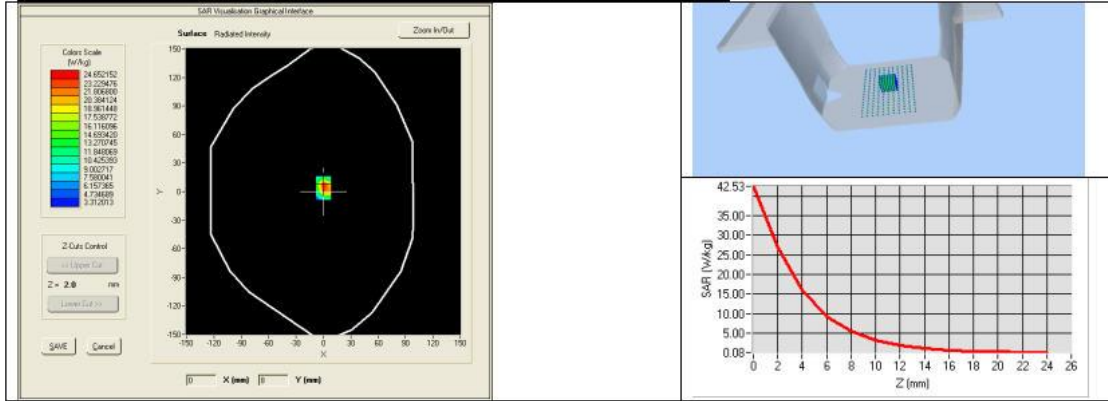 SAR Visualisation Graphical Interface
Surface Radiated Intensity
Zoom In/Out
Colors Scale
(W/kg)
24.652152
23.229476
21.806800
20.384124
18.961448
17.538772
16.116096
14.693420
13.270745
11.848069
10.425393
9.002717
7.580041
6.157365
4.734689
3.312013
Z-Cuts Control
<< Upper Cut
Z = 2.0 mm
Lower Cut >>
SAVE Cancel
150-
120-
90-
60-
30-
0-
-30-
-60-
-90-
-120-
-150-
Y
-150 -120 -90 -60 -30 0 30 60 90 120 150
X
0 X (mm) 0 Y (mm)
42.53
35.00
30.00
25.00
20.00
15.00
10.00
5.00
0.08
SAR (W/kg)
0 2 4 6 8 10 12 14 16 18 20 22 24 26
Z (mm)